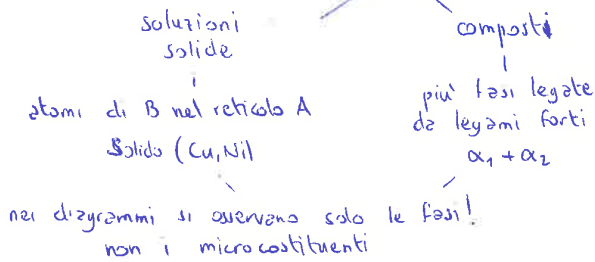 soluzioni
solide
composti
atomi di B nel reticolo A
Solido (Cu, Ni)
più fasi legate
da legami forti
α₁ + α₂
nei diagrammi si osservano solo le fasi!
non i microcostituenti